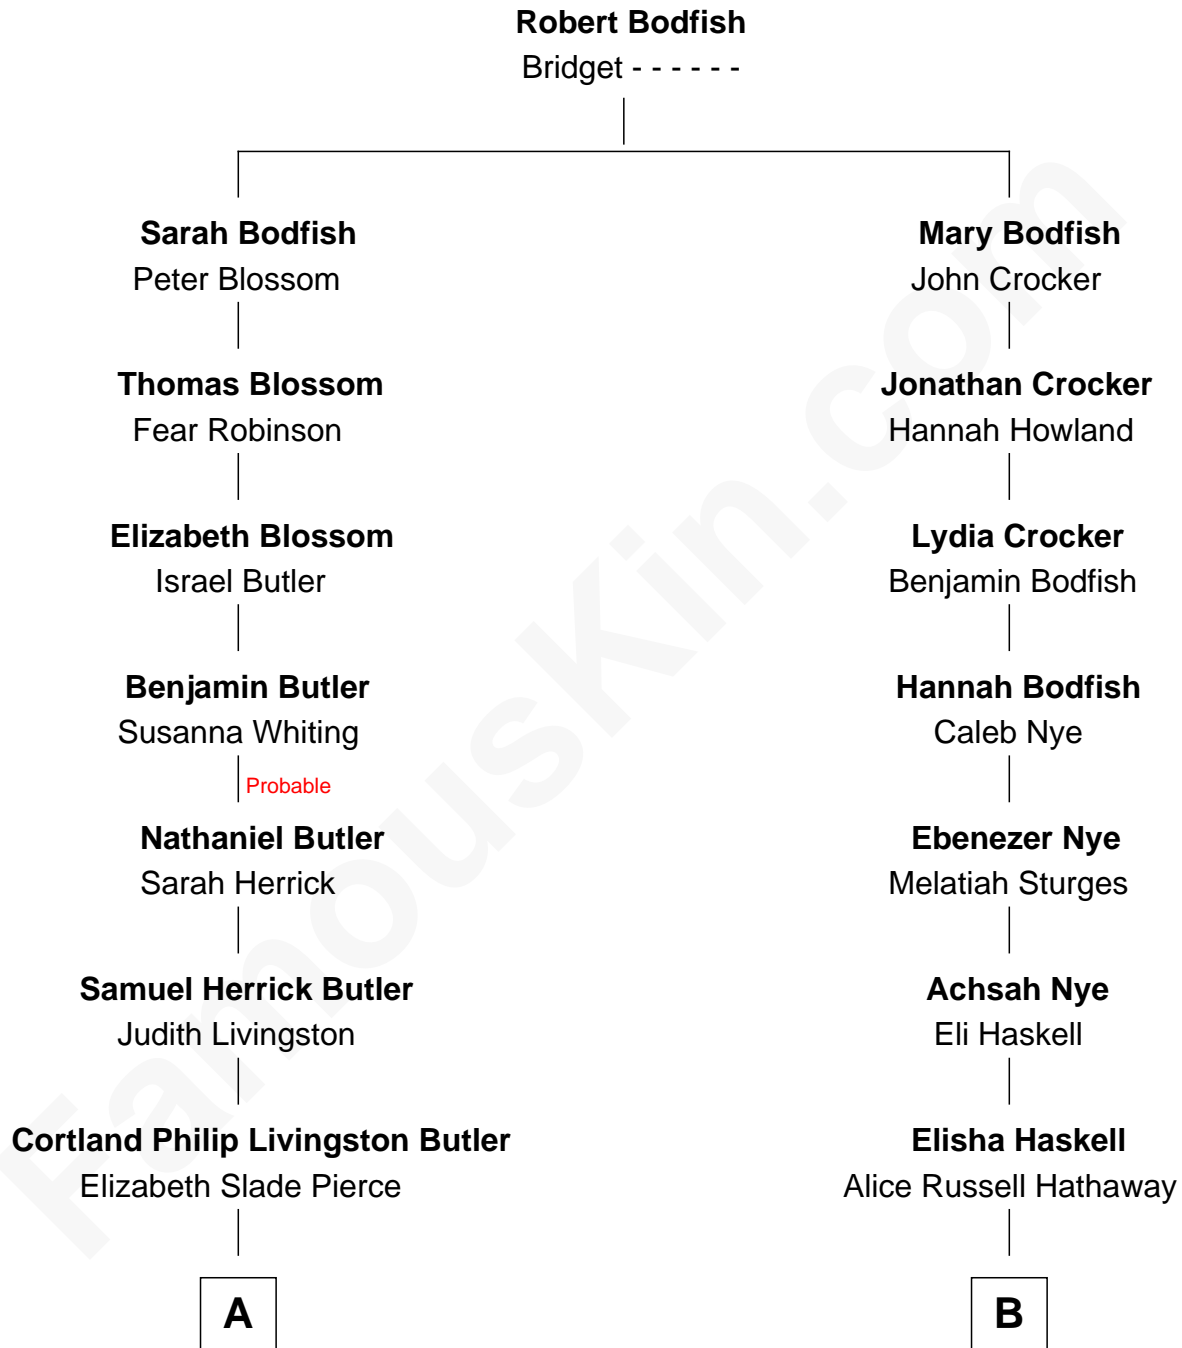 Robert Bodfish
Bridget - - - - - -
Sarah Bodfish
Peter Blossom
Mary Bodfish
John Crocker
Thomas Blossom
Fear Robinson
Jonathan Crocker
Hannah Howland
Elizabeth Blossom
Israel Butler
Lydia Crocker
Benjamin Bodfish
Benjamin Butler
Susanna Whiting
Hannah Bodfish
Caleb Nye
Probable
Nathaniel Butler
Sarah Herrick
Ebenezer Nye
Melatiah Sturges
Samuel Herrick Butler
Judith Livingston
Achsah Nye
Eli Haskell
Cortland Philip Livingston Butler
Elizabeth Slade Pierce
Elisha Haskell
Alice Russell Hathaway
A
B
FamousKin.com